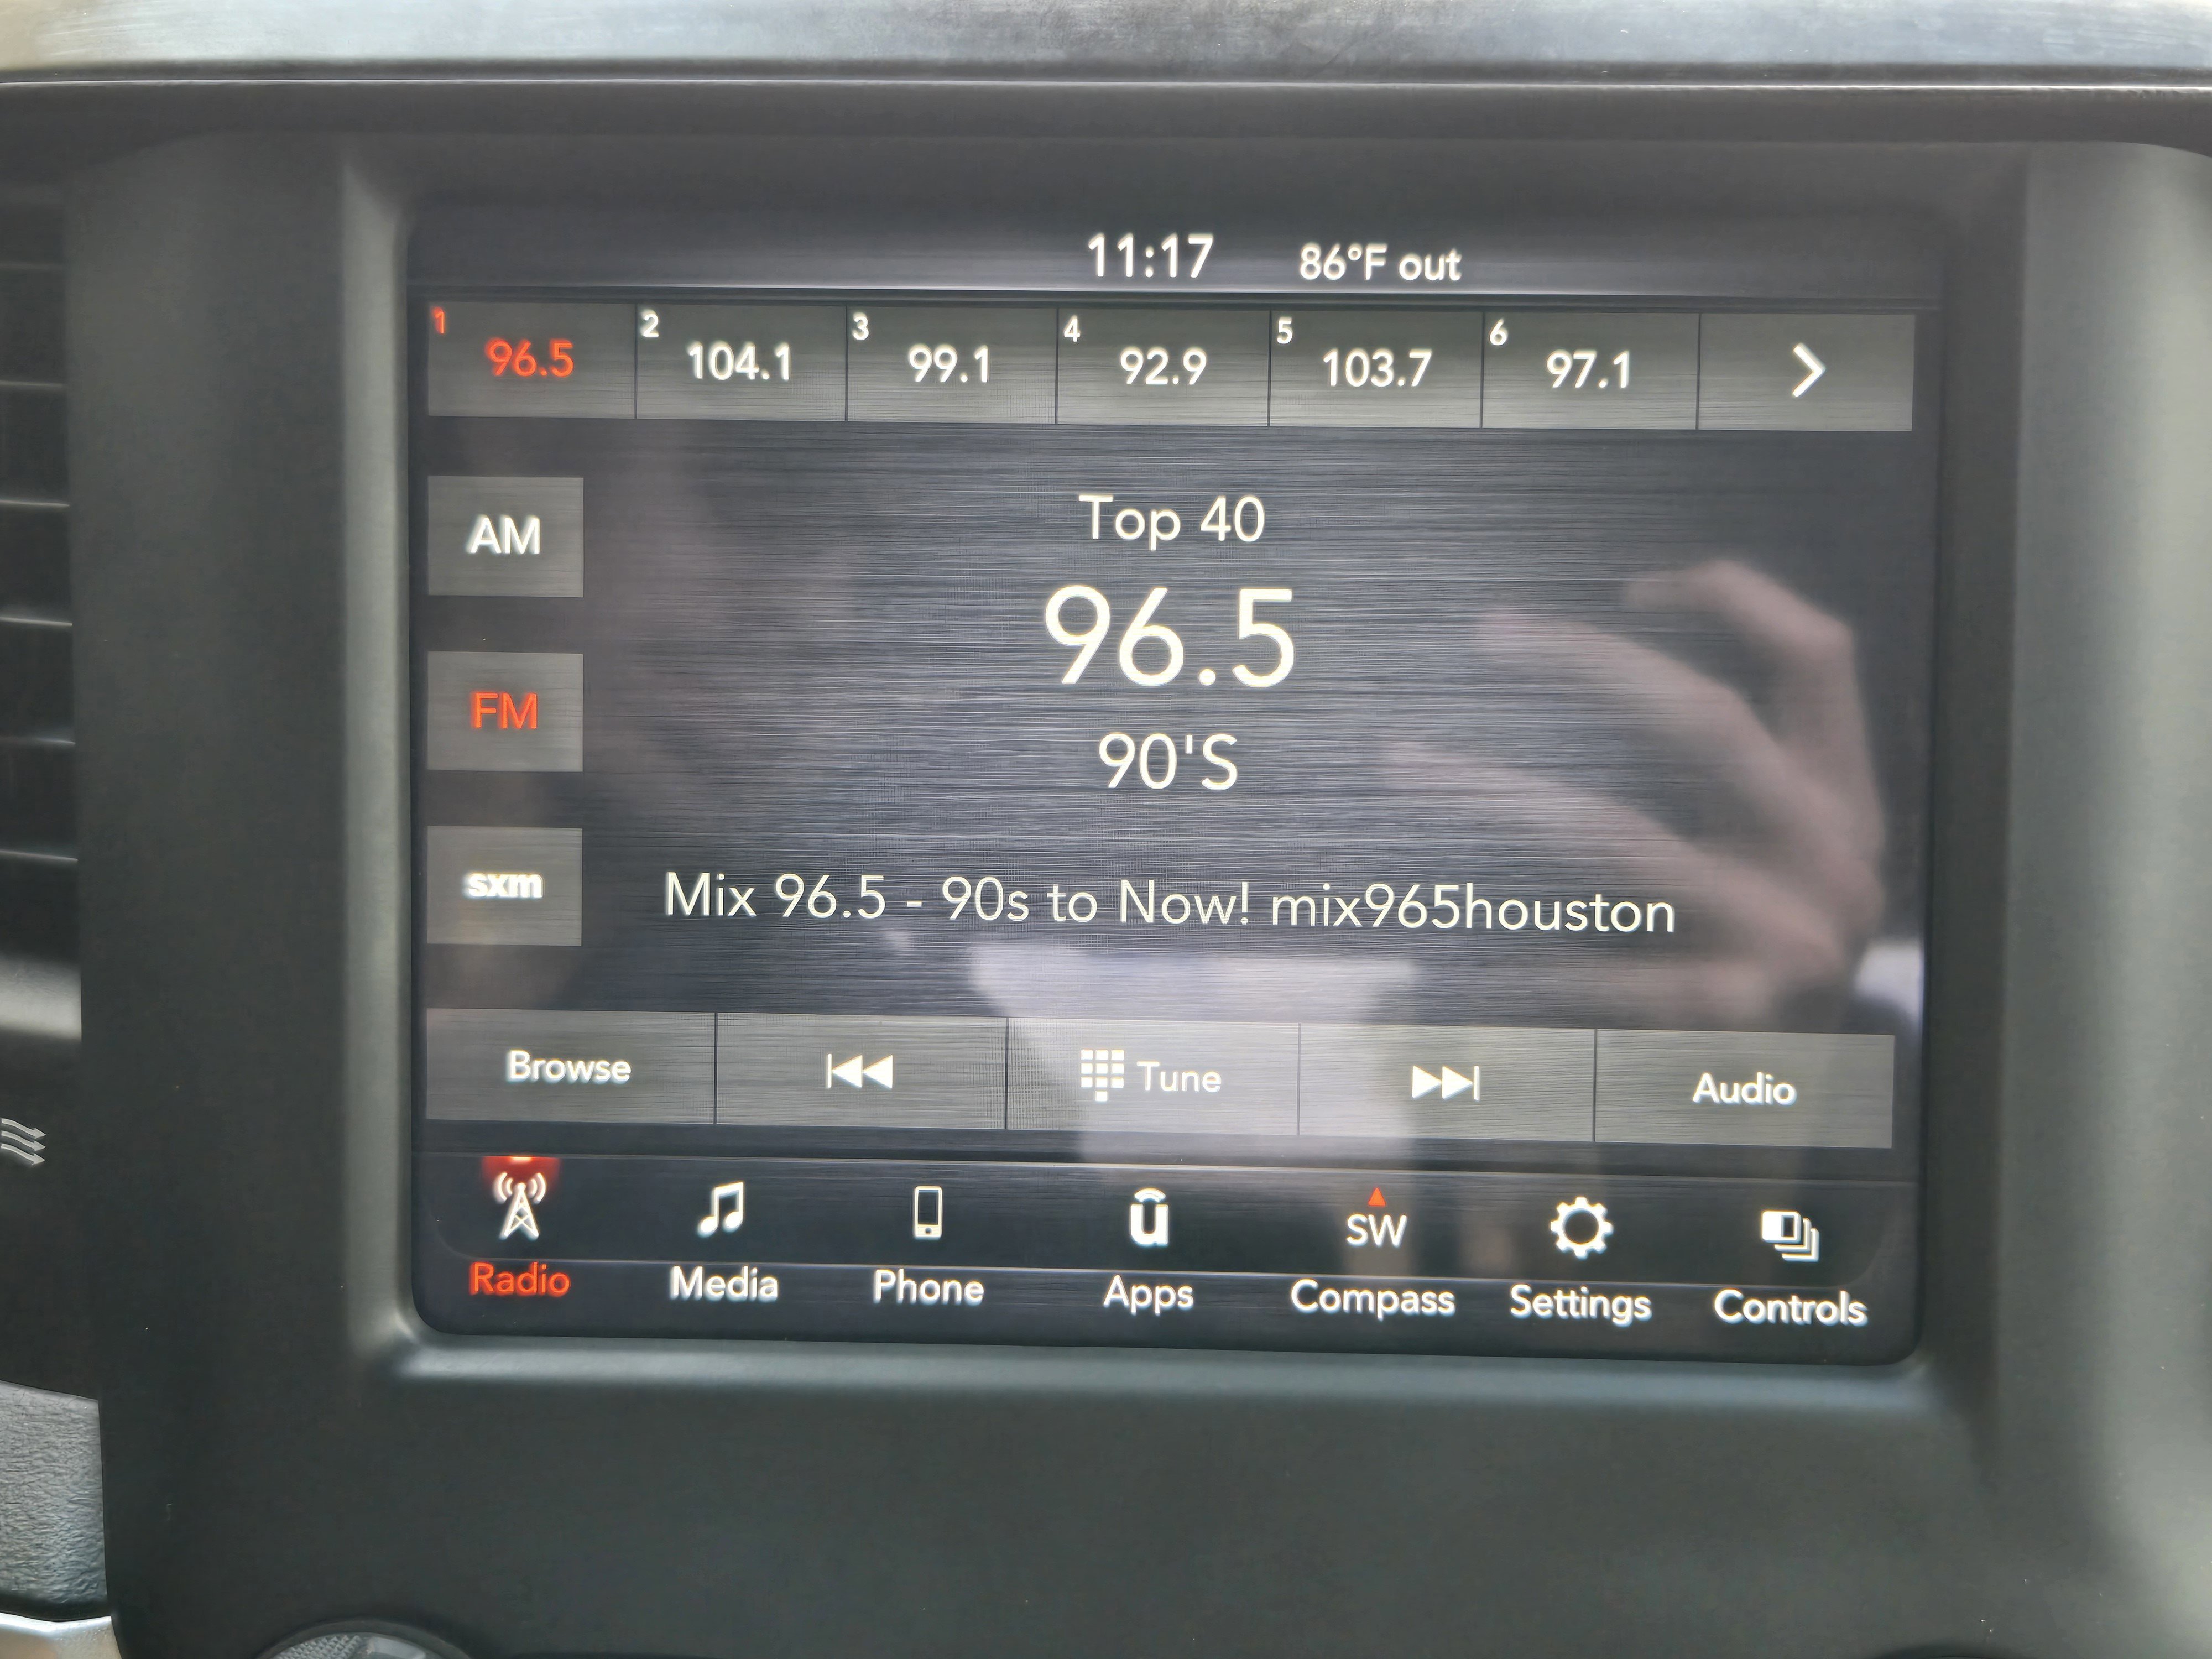 11:17 86°F out
1 96.5 2 104.1 3 99.1 4 92.9 5 103.7 6 97.1
AM
Top 40
96.5
FM
90'S
sxm
Mix 96.5 - 90s to Now! mix965houston
Browse Tune Audio
u SW
Radio Media Phone Apps Compass Settings Controls